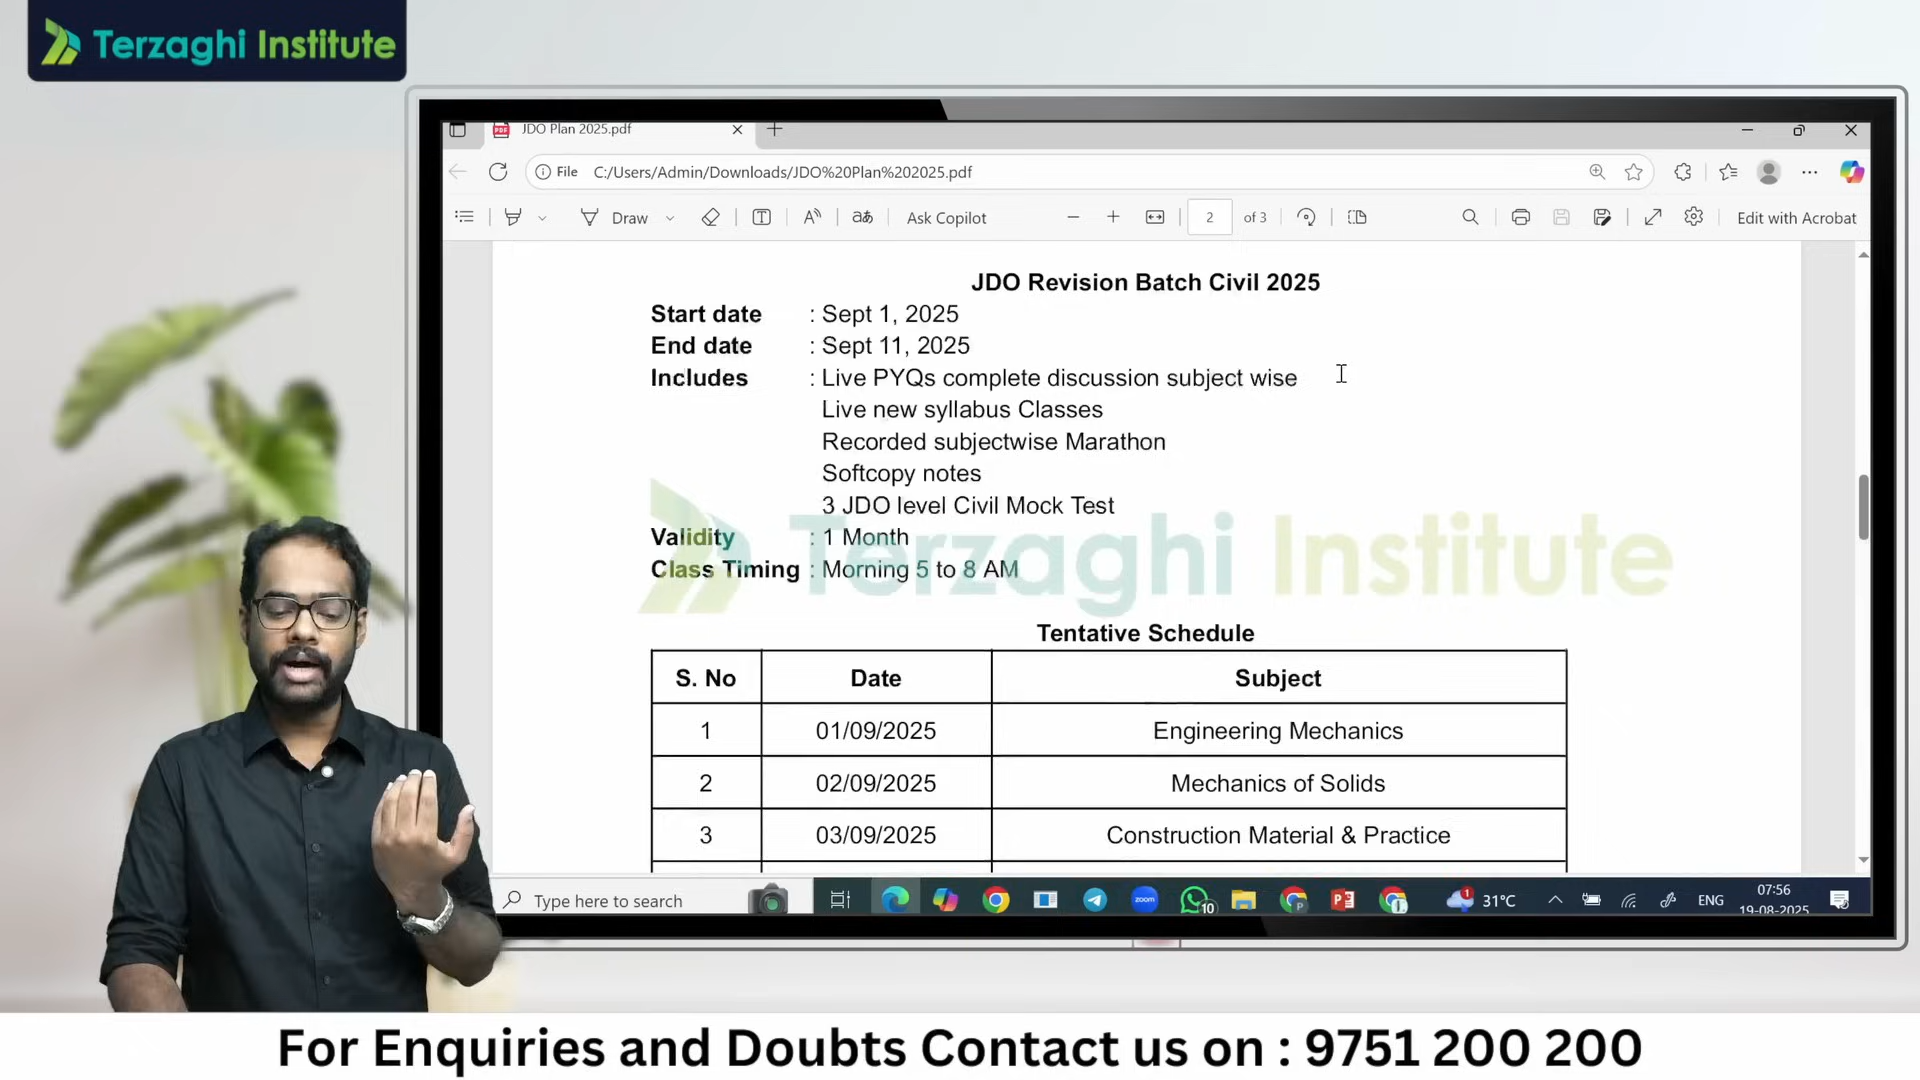 Terzaghi Institute
JDO Plan 2025.pdf
File C:/Users/Admin/Downloads/JDO%20Plan%202025.pdf
Draw Ask Copilot 2 of 3 Edit with Acrobat
JDO Revision Batch Civil 2025
Start date : Sept 1, 2025
End date : Sept 11, 2025
Includes : Live PYQs complete discussion subject wise
Live new syllabus Classes
Recorded subjectwise Marathon
Softcopy notes
3 JDO level Civil Mock Test
Validity : 1 Month
Class Timing : Morning 5 to 8 AM
Terzaghi Institute
Tentative Schedule
S. No Date Subject
1 01/09/2025 Engineering Mechanics
2 02/09/2025 Mechanics of Solids
3 03/09/2025 Construction Material & Practice
Type here to search zoom 10 1 31°C ENG 07:56
19-08-2025
For Enquiries and Doubts Contact us on : 9751 200 200